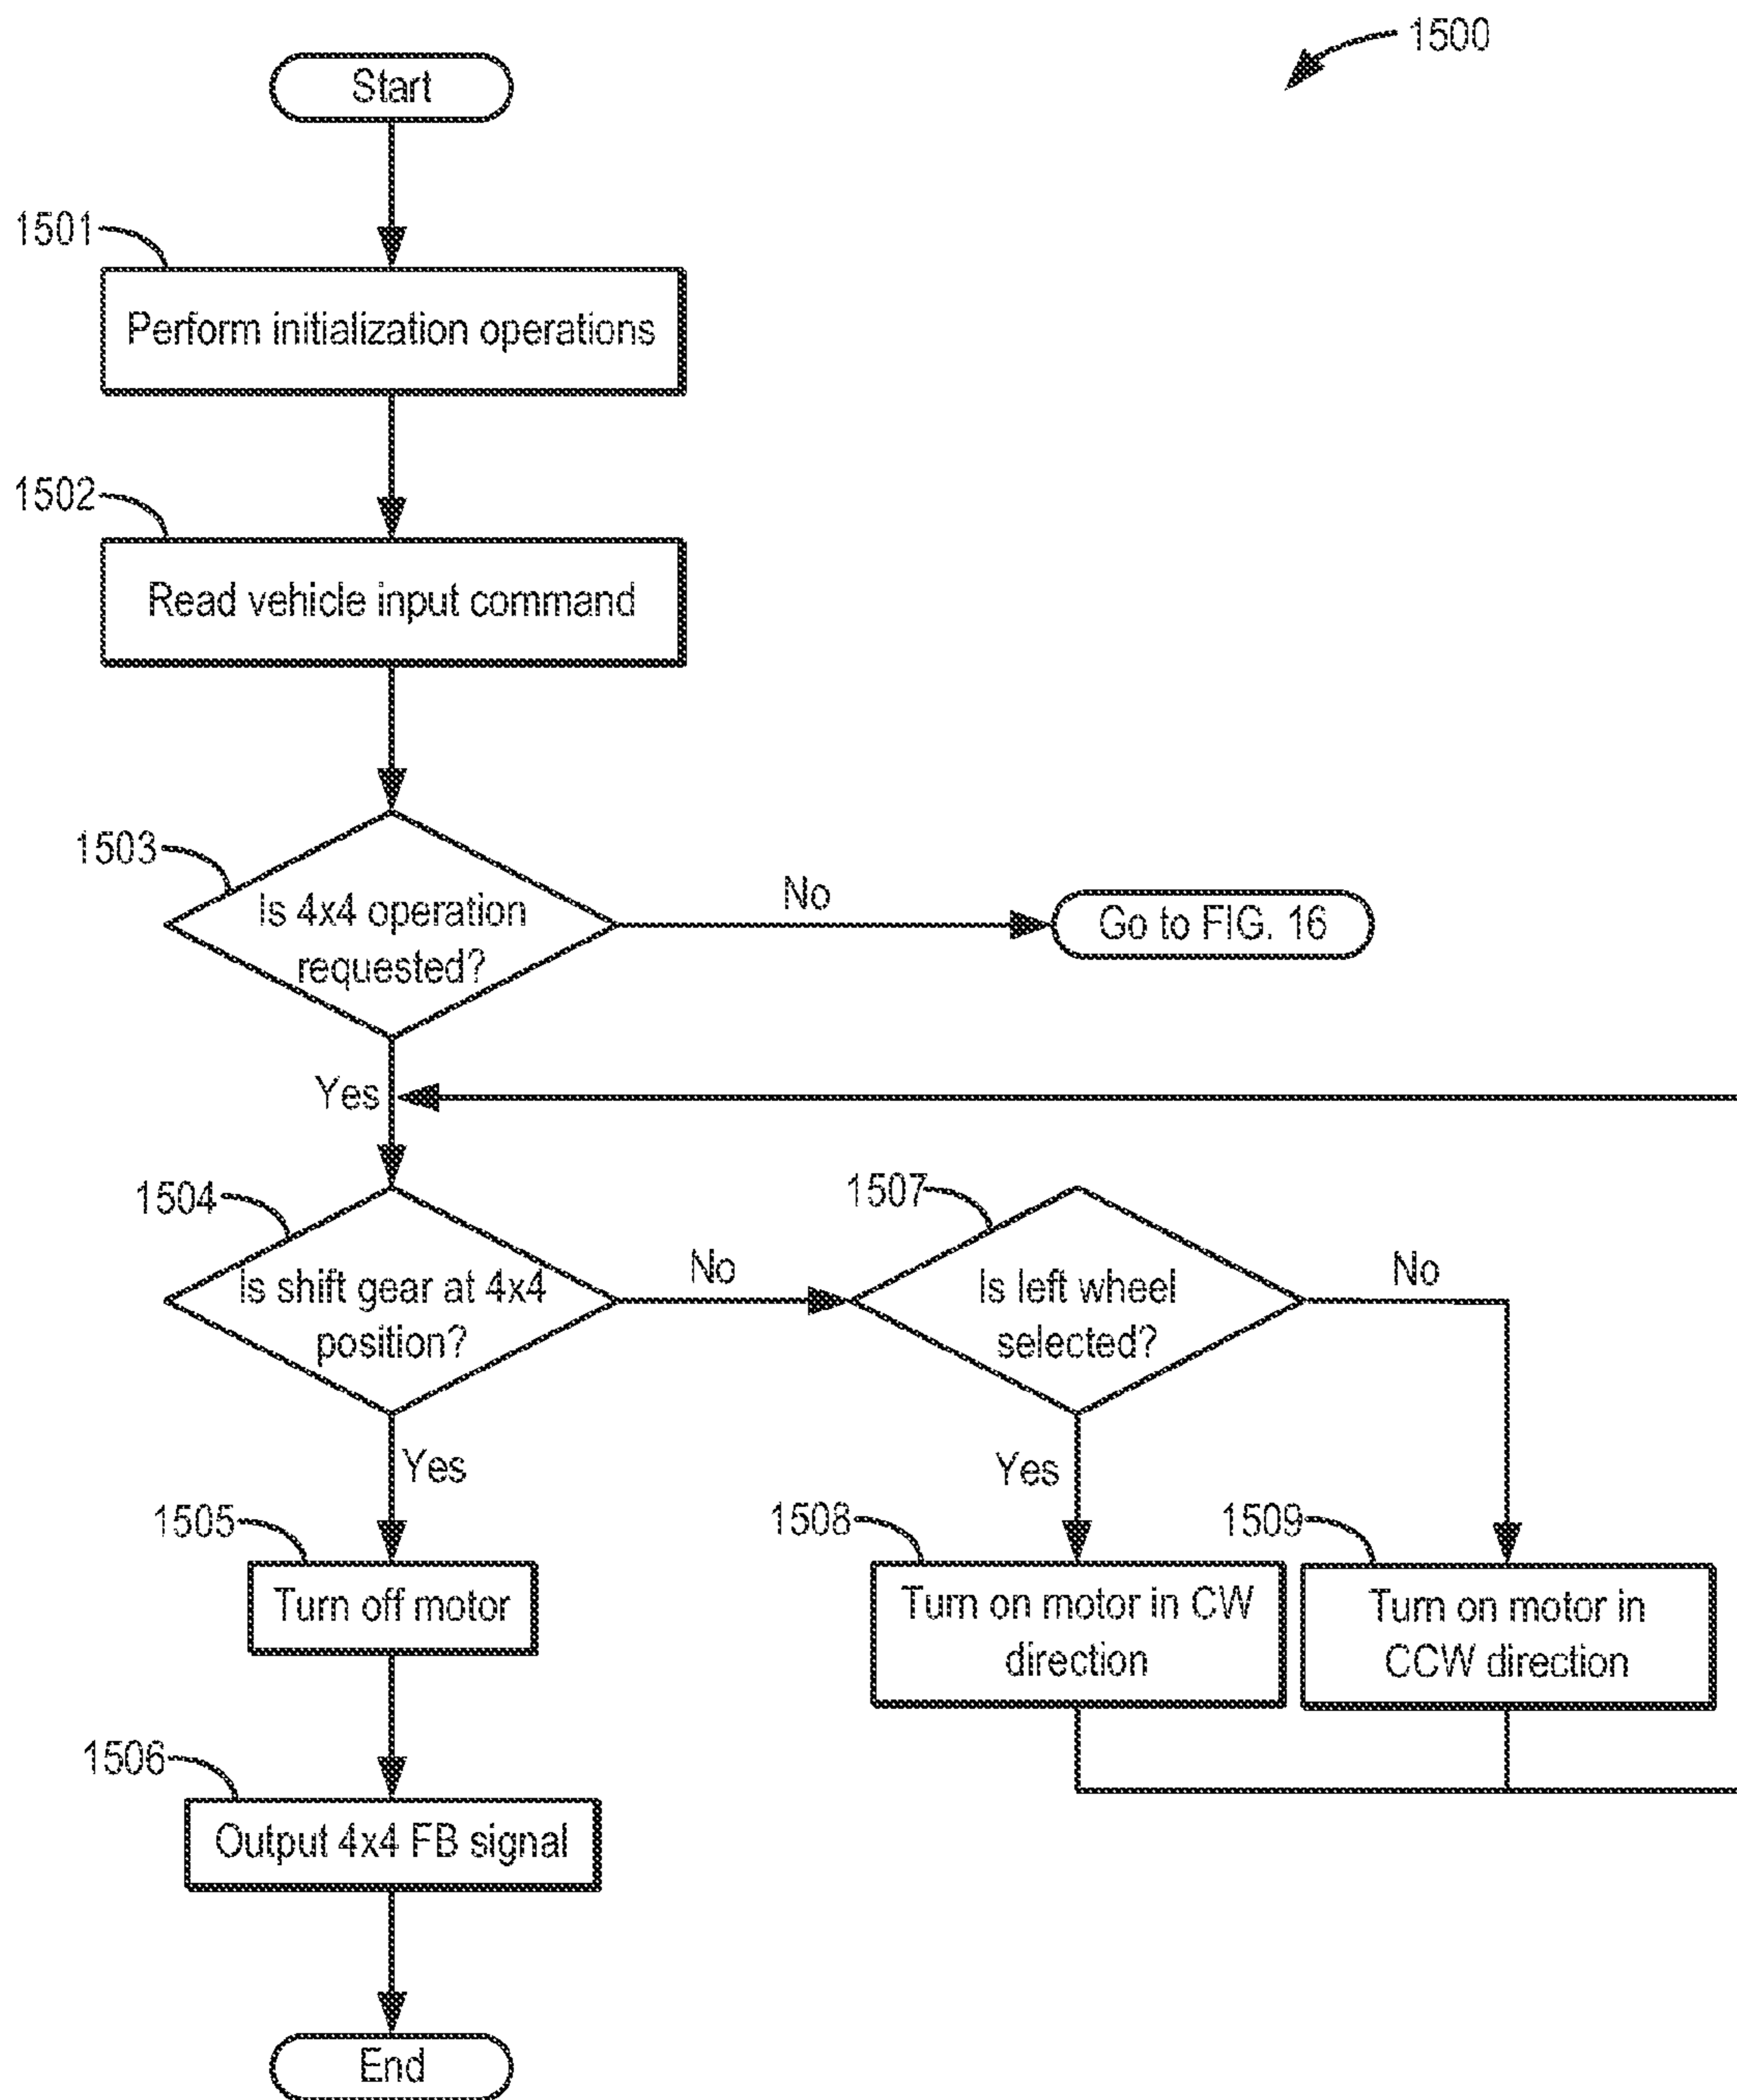 1500
Start
1501
Perform initialization operations
1502
Read vehicle input command
1503
Is 4x4 operation
requested?
No
Go to FIG. 16
Yes
1504
Is shift gear at 4x4
position?
No
1507
Is left wheel
selected?
No
Yes
Yes
1505
Turn off motor
1508
Turn on motor in CW
direction
1509
Turn on motor in
CCW direction
1506
Output 4x4 FB signal
End